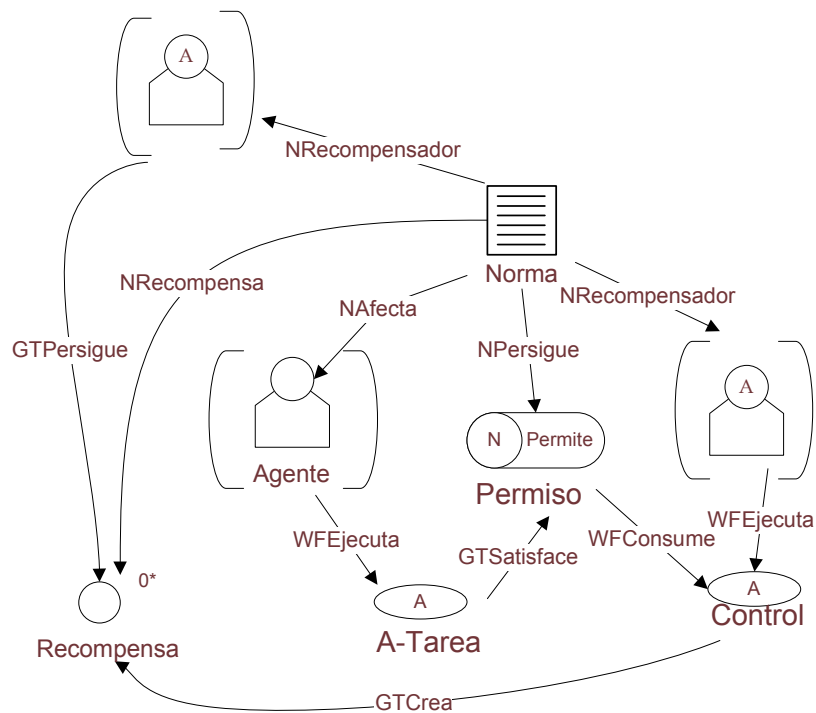 A
NRecompensador
Norma
NRecompensa
NRecompensador
NAfecta
GTPersigue
NPersigue
A
N Permite
Agente
Permiso
WFEjecuta
WFConsume
WFEjecuta
GTSatisface
0*
A
A
Control
A-Tarea
Recompensa
GTCrea